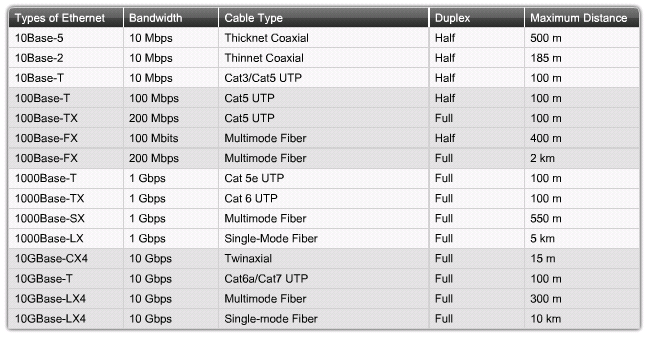 Types of Ethernet Bandwidth Cable Type Duplex Maximum Distance
10Base-5 10 Mbps Thicknet Coaxial Half 500 m
10Base-2 10 Mbps Thinnet Coaxial Half 185 m
10Base-T 10 Mbps Cat3/Cat5 UTP Half 100 m
100Base-T 100 Mbps Cat5 UTP Half 100 m
100Base-TX 200 Mbps Cat5 UTP Full 100 m
100Base-FX 100 Mbits Multimode Fiber Half 400 m
100Base-FX 200 Mbps Multimode Fiber Full 2 km
1000Base-T 1 Gbps Cat 5e UTP Full 100 m
1000Base-TX 1 Gbps Cat 6 UTP Full 100 m
1000Base-SX 1 Gbps Multimode Fiber Full 550 m
1000Base-LX 1 Gbps Single-Mode Fiber Full 5 km
10GBase-CX4 10 Gbps Twinaxial Full 15 m
10GBase-T 10 Gbps Cat6a/Cat7 UTP Full 100 m
10GBase-LX4 10 Gbps Multimode Fiber Full 300 m
10GBase-LX4 10 Gbps Single-mode Fiber Full 10 km